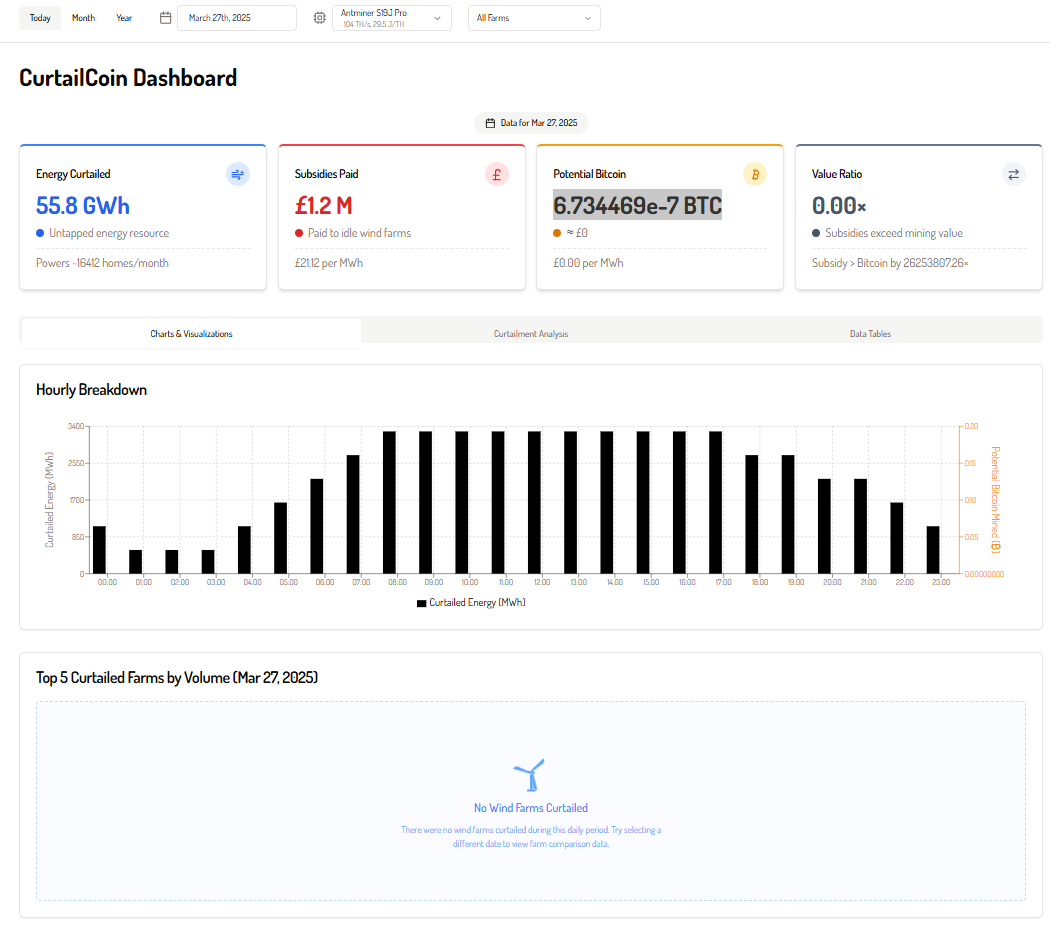 Today
Month
Year
March 27th, 2025
Antminer S19J Pro
104 TH/s, 29.5 J/TH
All Farms
CurtailCoin Dashboard
Data for Mar 27, 2025
Energy Curtailed
55.8 GWh
Untapped energy resource
Powers ~16412 homes/month
Subsidies Paid
£
£1.2 M
Paid to idle wind farms
£21.12 per MWh
Potential Bitcoin
₿
6.734469e-7 BTC
≈ £0
£0.00 per MWh
Value Ratio
0.00×
Subsidies exceed mining value
Subsidy > Bitcoin by 26253807.26×
Charts & Visualizations
Curtailment Analysis
Data Tables
Hourly Breakdown
Curtailed Energy (MWh)
3400
2550
1700
850
0
0.20
0.15
0.10
0.05
0.00000000
Potential Bitcoin Mined (₿)
00:00 01:00 02:00 03:00 04:00 05:00 06:00 07:00 08:00 09:00 10:00 11:00 12:00 13:00 14:00 15:00 16:00 17:00 18:00 19:00 20:00 21:00 22:00 23:00
Curtailed Energy (MWh)
Top 5 Curtailed Farms by Volume (Mar 27, 2025)
No Wind Farms Curtailed
There were no wind farms curtailed during this daily period. Try selecting a
different date to view farm comparison data.